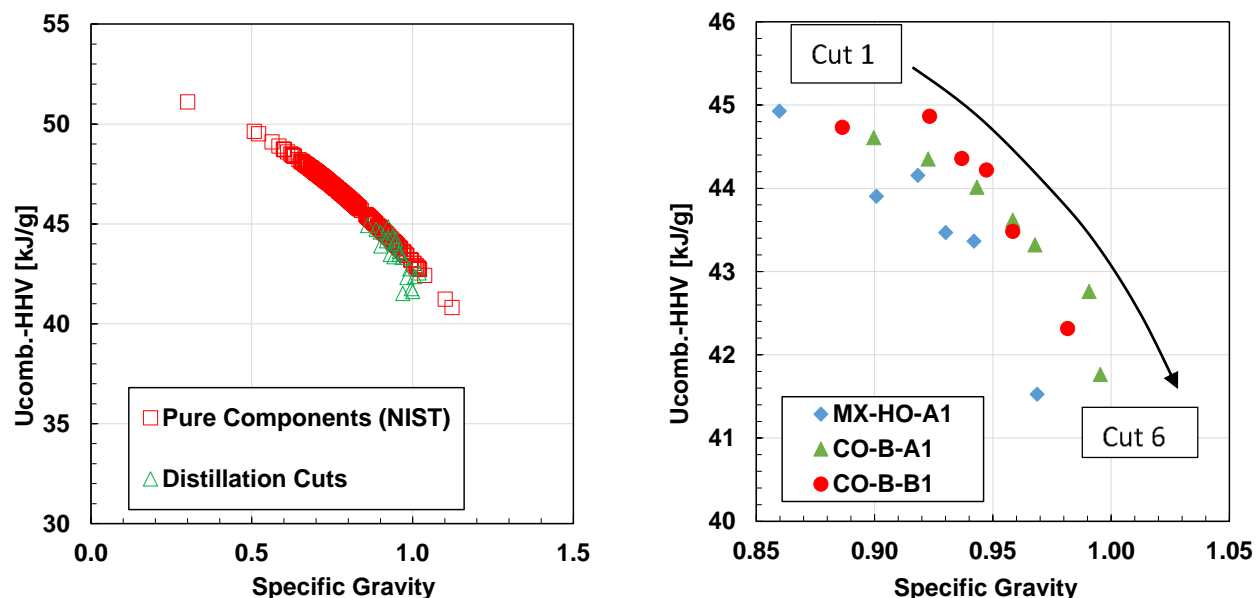 55
50
45
40
35
30
Ucomb.-HHV [kJ/g]
Pure Components (NIST)
Distillation Cuts
0.0
0.5
1.0
1.5
Specific Gravity
46
45
44
43
42
41
40
Ucomb.-HHV [kJ/g]
Cut 1
MX-HO-A1
CO-B-A1
CO-B-B1
Cut 6
0.85
0.90
0.95
1.00
1.05
Specific Gravity